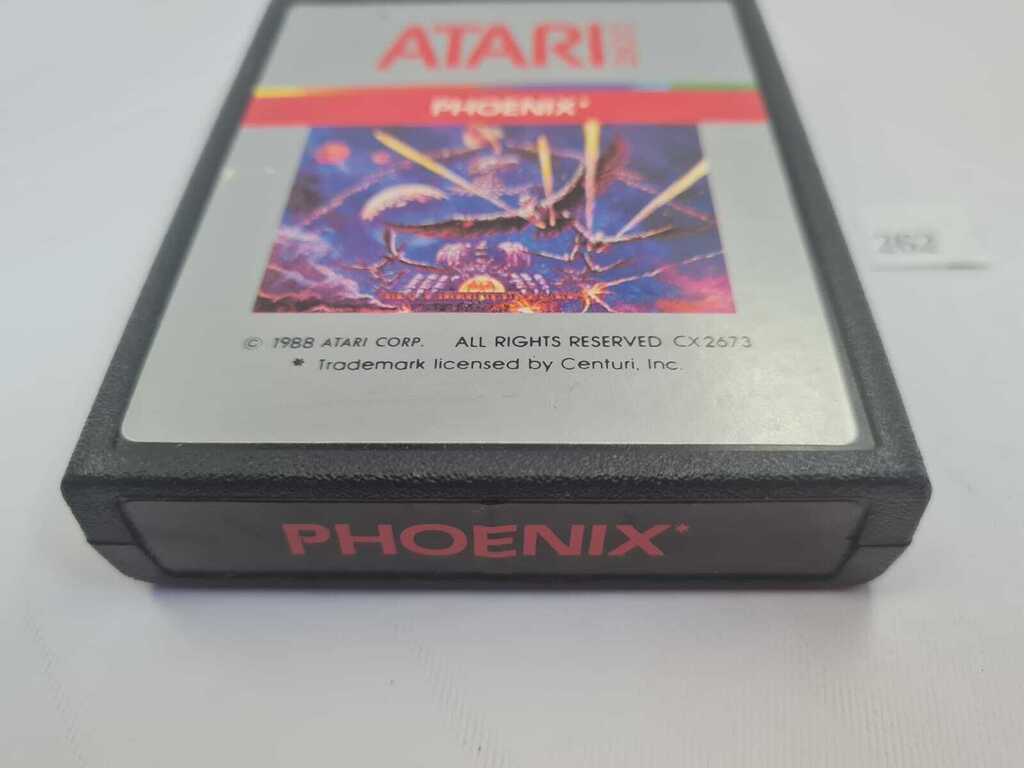 ATARI 2600
PHOENIX*
© 1988 ATARI CORP. ALL RIGHTS RESERVED CX2673
* Trademark licensed by Centuri, Inc.
PHOENIX*
262